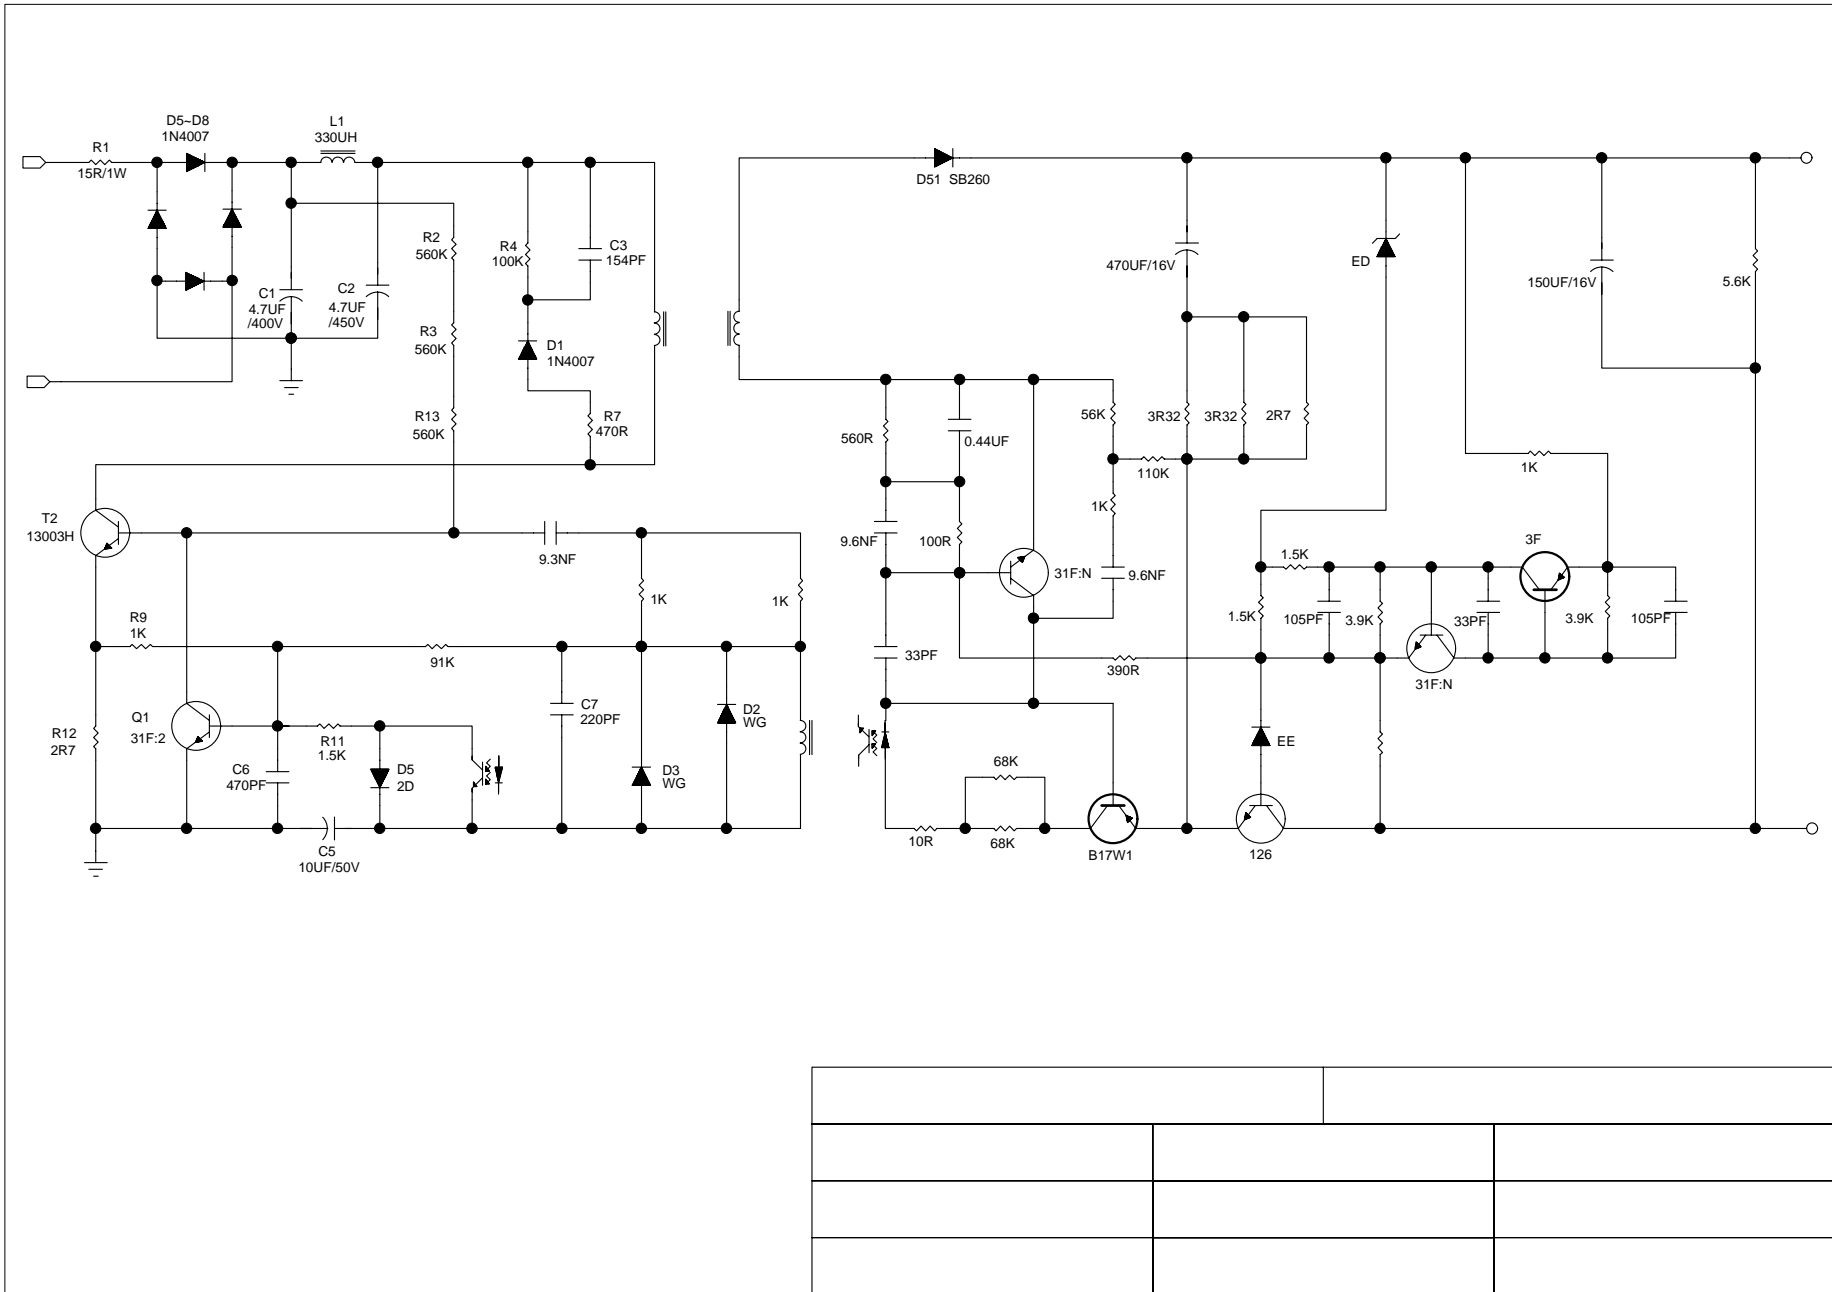 D5~D8
1N4007
L1
330UH
R1
15R/1W
D51 SB260
R2
560K
R4
100K
C3
154PF
470UF/16V
ED
150UF/16V
5.6K
C1
4.7UF
/400V
C2
4.7UF
/450V
R3
560K
D1
1N4007
R13
560K
R7
470R
560R
0.44UF
56K
3R32
3R32
2R7
110K
1K
1K
T2
13003H
9.3NF
9.6NF
100R
31F:N
9.6NF
1.5K
3F
1K
1K
R9
1K
91K
1.5K
105PF
3.9K
33PF
3.9K
105PF
33PF
390R
31F:N
C7
220PF
D2
WG
R12
2R7
Q1
31F:2
R11
1.5K
EE
C6
470PF
D5
2D
D3
WG
68K
10R
68K
C5
10UF/50V
B17W1
126